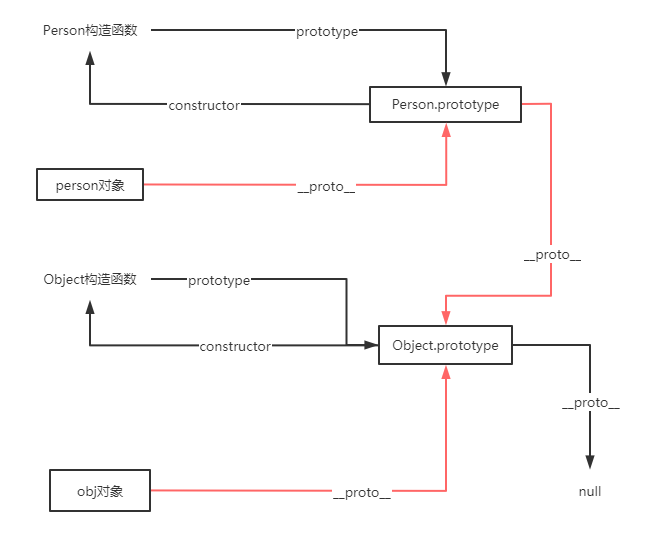 Person构造函数
prototype
constructor
Person.prototype
person对象
__proto__
__proto__
Object构造函数
prototype
constructor
Object.prototype
__proto__
obj对象
__proto__
null